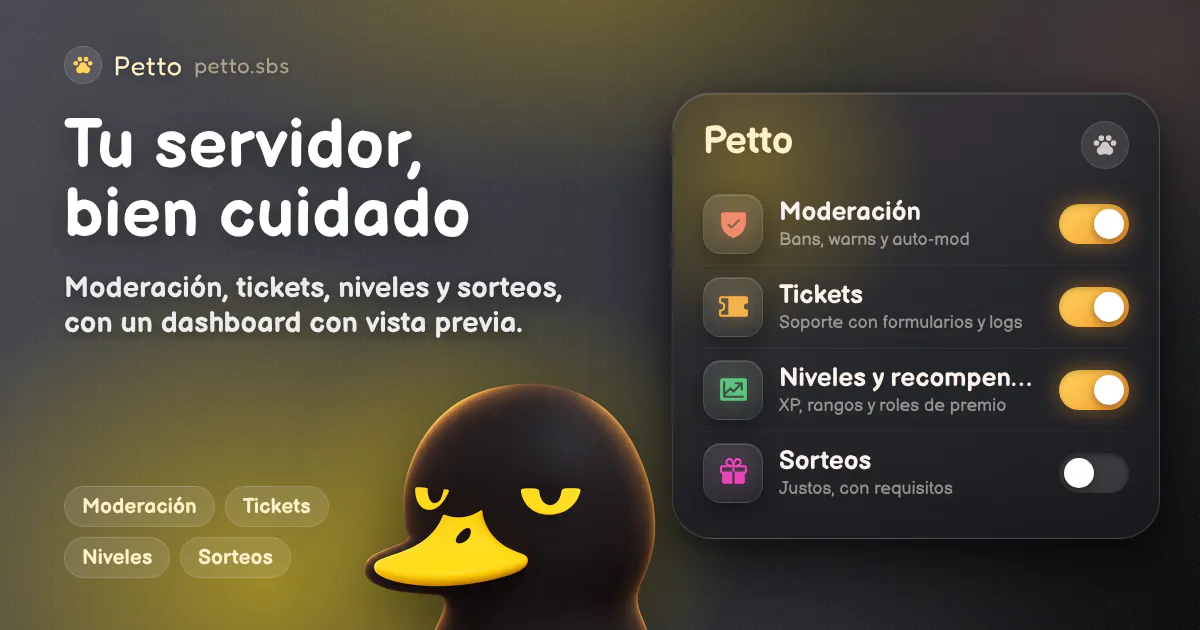 Petto petto.sbs
Tu servidor,
bien cuidado
Moderación, tickets, niveles y sorteos,
con un dashboard con vista previa.
Moderación
Tickets
Niveles
Sorteos
Petto
Moderación
Bans, warns y auto-mod
Tickets
Soporte con formularios y logs
Niveles y recompen...
XP, rangos y roles de premio
Sorteos
Justos, con requisitos